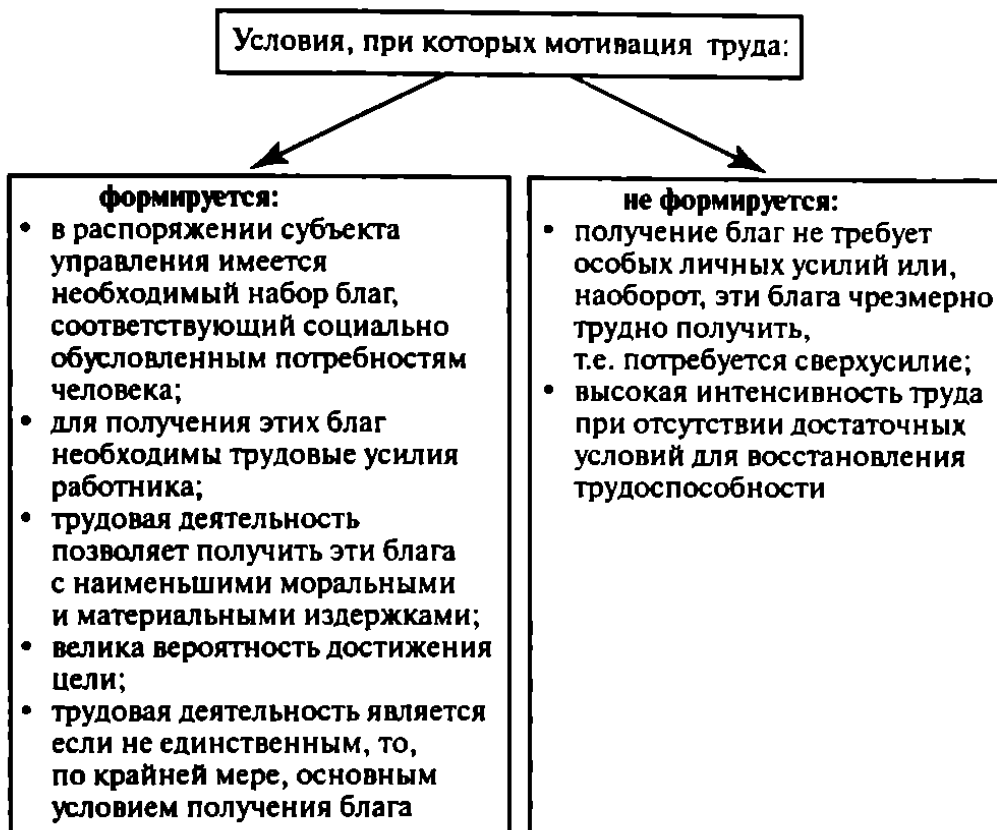 Условия, при которых мотивация труда:
формируется:
• в распоряжении субъекта
управления имеется
необходимый набор благ,
соответствующий социально
обусловленным потребностям
человека;
• для получения этих благ
необходимы трудовые усилия
работника;
• трудовая деятельность
позволяет получить эти блага
с наименьшими моральными
и материальными издержками;
• велика вероятность достижения
цели;
• трудовая деятельность является
если не единственным, то,
по крайней мере, основным
условием получения блага
не формируется:
• получение благ не требует
особых личных усилий или,
наоборот, эти блага чрезмерно
трудно получить,
т.е. потребуется сверхусилие;
• высокая интенсивность труда
при отсутствии достаточных
условий для восстановления
трудоспособности